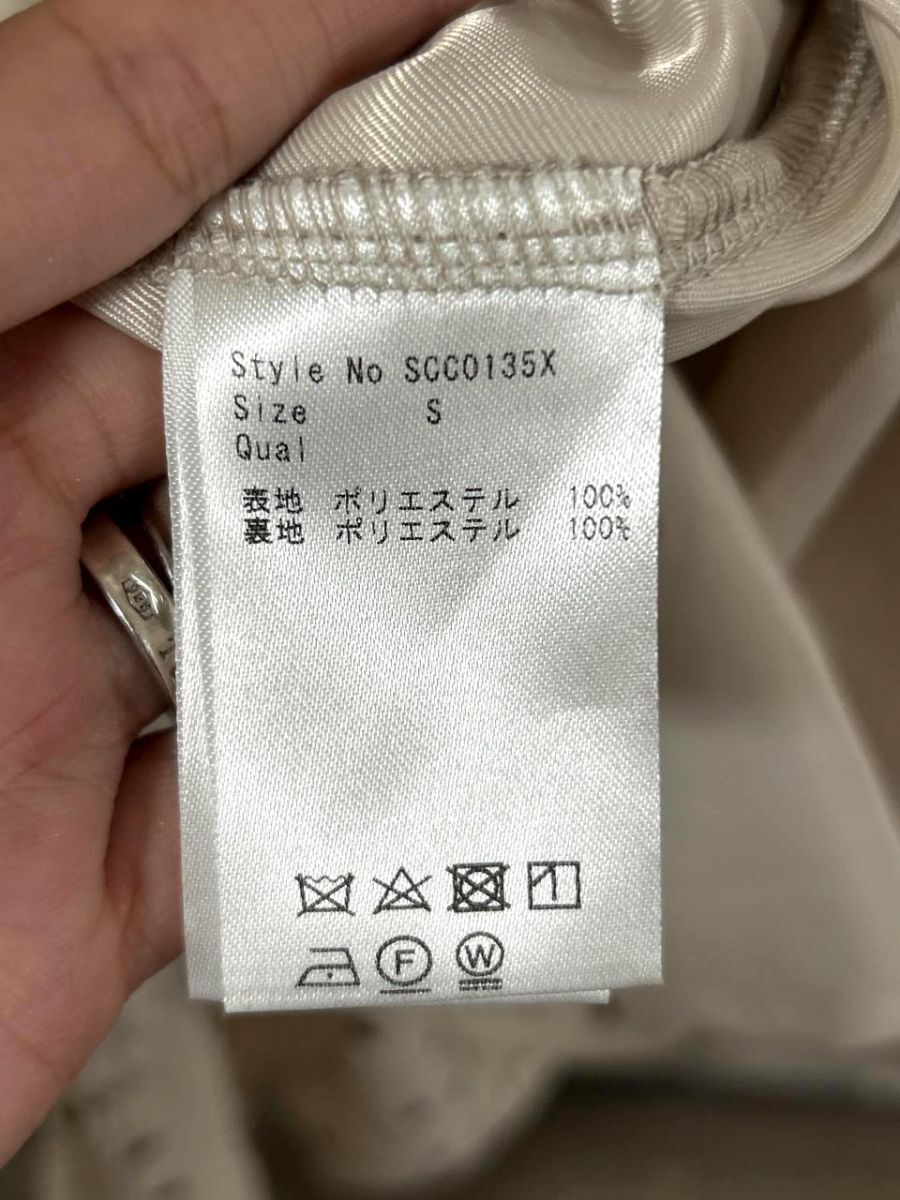 Style No SCC0135X
Size S
Qual
表地 ポリエステル 100%
裏地 ポリエステル 100%
F W